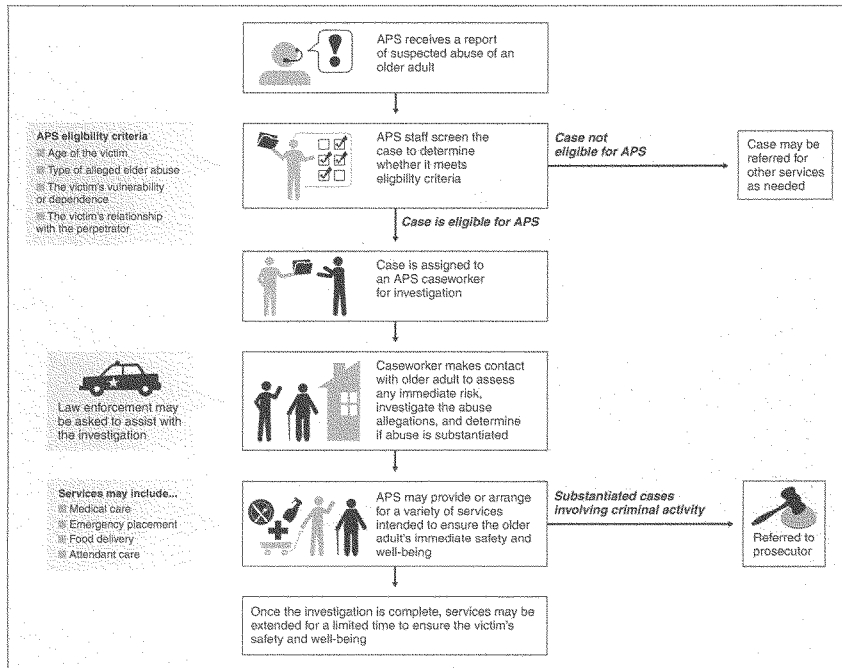 APS receives a report
of suspected abuse of an
older adult
APS eligibility criteria
Age of the victim
Type of alleged elder abuse
The victim's vulnerability
or dependence
The victim's relationship
with the perpetrator
APS staff screen the
case to determine
whether it meets
eligibility criteria
Case not
eligible for APS
Case may be
referred for
other services
as needed
Case is eligible for APS
Case is assigned to
an APS caseworker
for investigation
Law enforcement may
be asked to assist with
the investigation
Caseworker makes contact
with older adult to assess
any immediate risk,
investigate the abuse
allegations, and determine
if abuse is substantiated
Services may include...
Medical care
Emergency placement
Food delivery
Attendant care
APS may provide or arrange
for a variety of services
intended to ensure the older
adult's immediate safety and
well-being
Substantiated cases
involving criminal activity
Referred to
prosecutor
Once the investigation is complete, services may be
extended for a limited time to ensure the victim's
safety and well-being